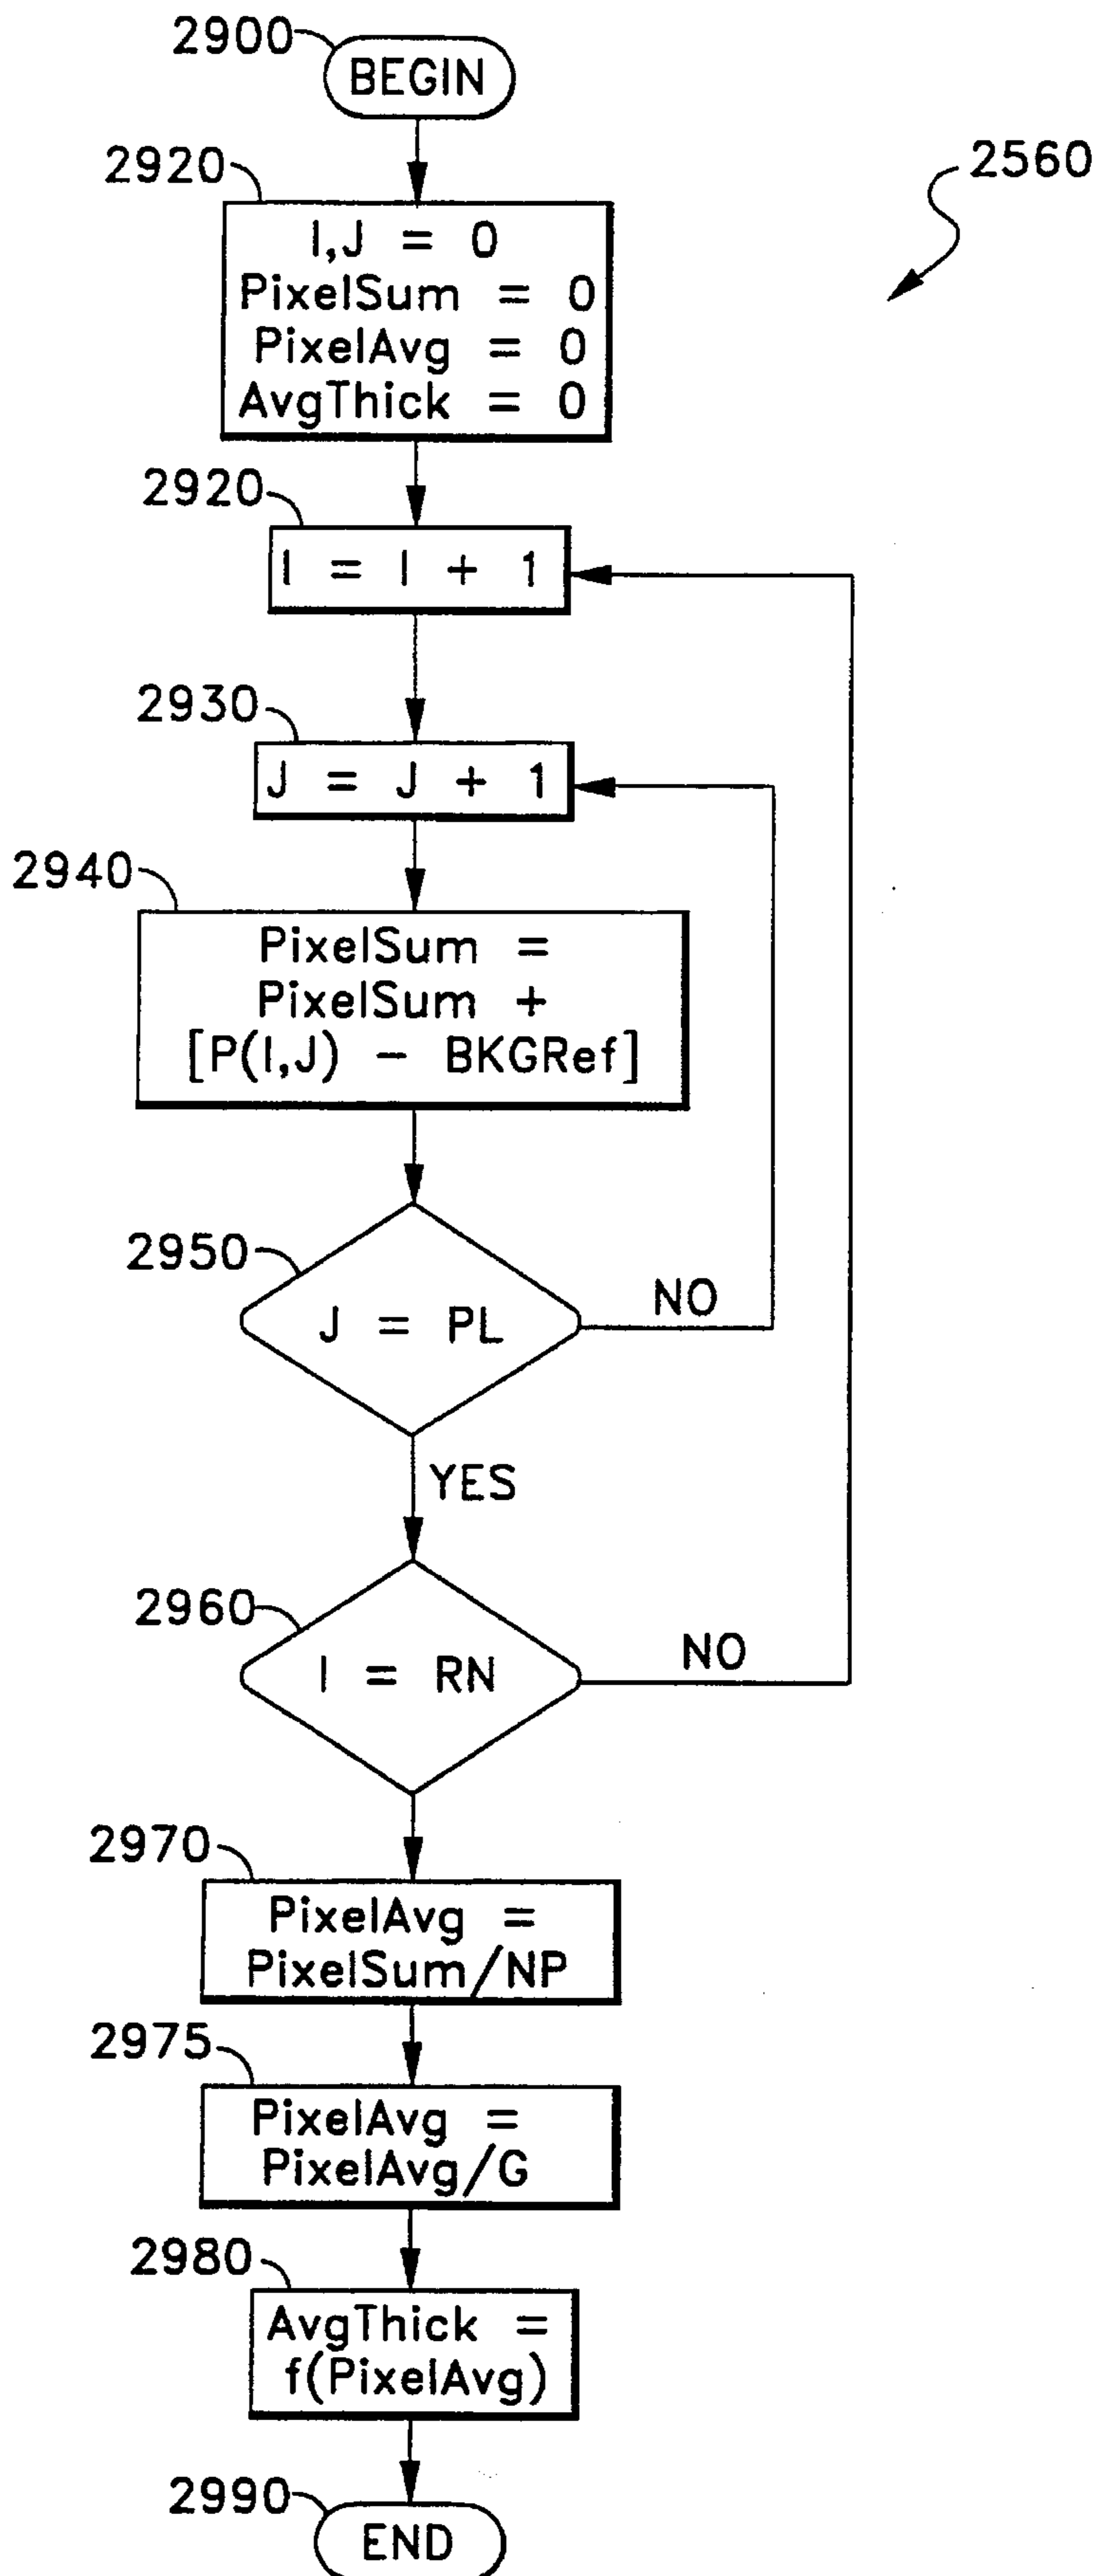 2900
BEGIN
2560
2920
I,J = 0
PixelSum = 0
PixelAvg = 0
AvgThick = 0
2920
I = I + 1
2930
J = J + 1
2940
PixelSum =
PixelSum +
[P(I,J) - BKGRef]
2950
J = PL
NO
YES
2960
I = RN
NO
2970
PixelAvg =
PixelSum/NP
2975
PixelAvg =
PixelAvg/G
2980
AvgThick =
f(PixelAvg)
2990
END